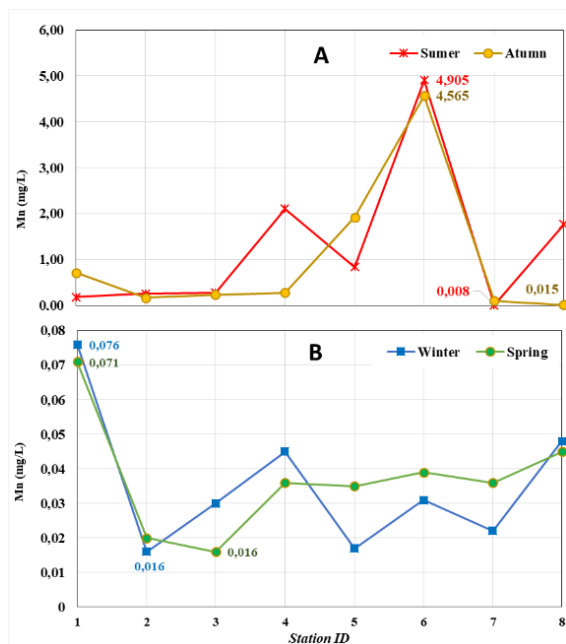 A
Sumer
Atumn
Mn (mg/L)
6,00
5,00
4,00
3,00
2,00
1,00
0,00
4,905
4,565
0,008
0,015
B
Winter
Spring
Mn (mg/L)
0,08
0,07
0,06
0,05
0,04
0,03
0,02
0,01
0
0,076
0,071
0,016
0,016
1 2 3 4 5 6 7 8
Station ID